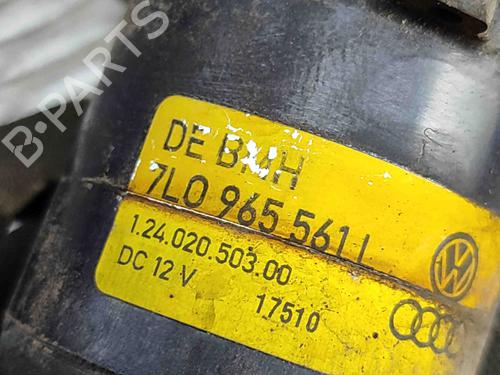 B-PARTS
DE BMH
7L0 965 561 I
1.24.020.503.00
DC 12 V 17510